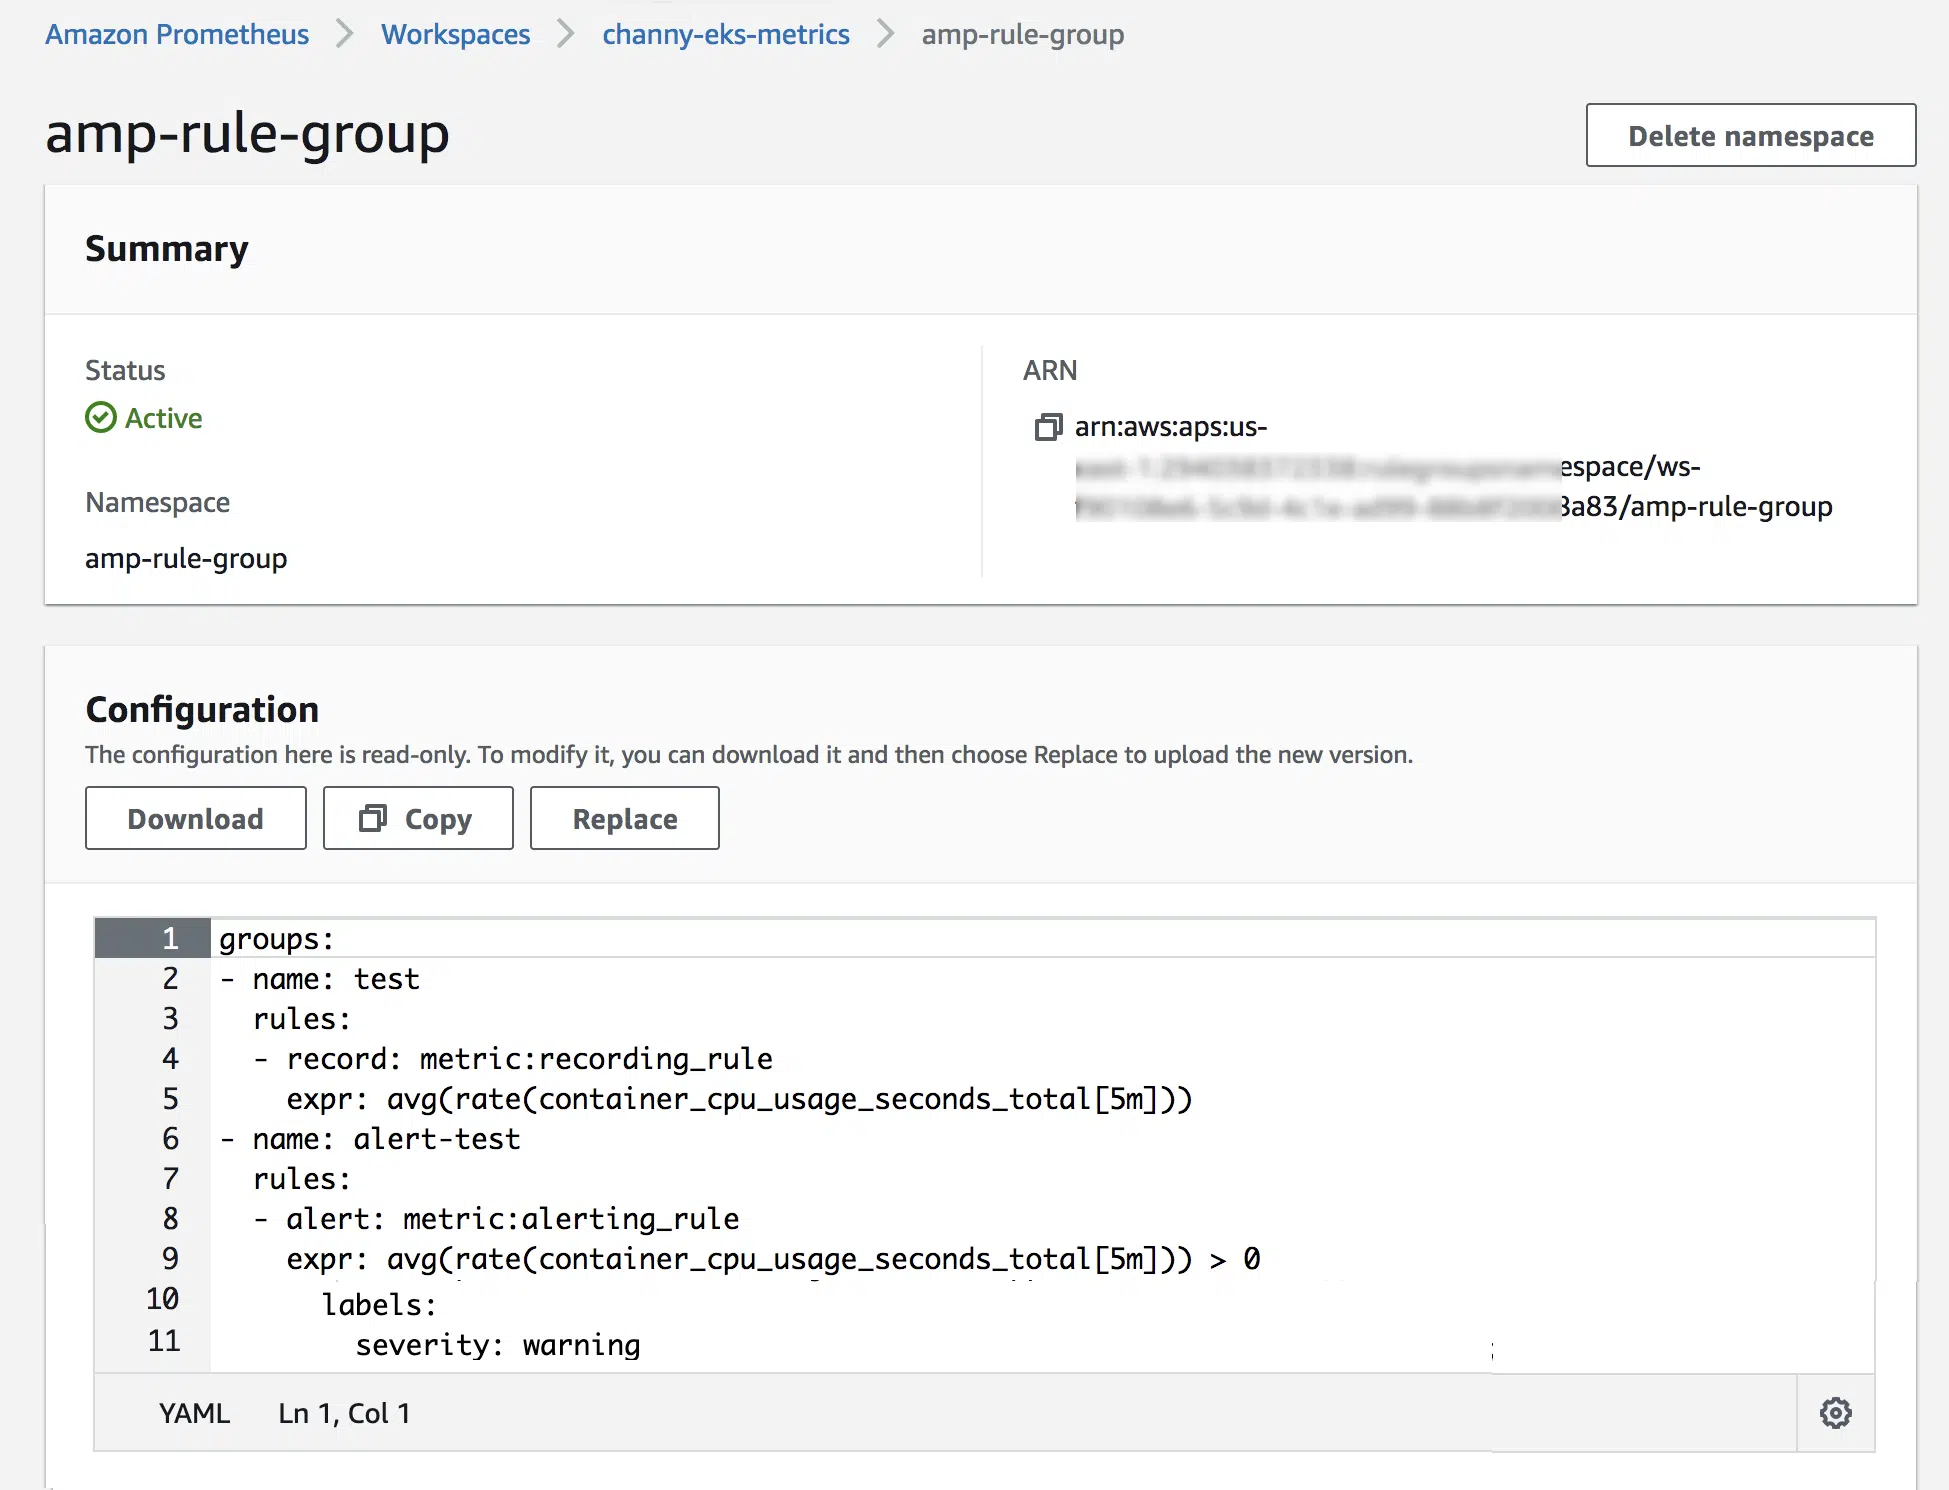 Amazon Prometheus > Workspaces > channy-eks-metrics > amp-rule-group
amp-rule-group
Delete namespace
Summary
Status
Active
Namespace
amp-rule-group
ARN
arn:aws:aps:us-
espace/ws-
3a83/amp-rule-group
Configuration
The configuration here is read-only. To modify it, you can download it and then choose Replace to upload the new version.
Download
Copy
Replace
1 groups:
2 - name: test
3   rules:
4   - record: metric:recording_rule
5     expr: avg(rate(container_cpu_usage_seconds_total[5m]))
6 - name: alert-test
7   rules:
8   - alert: metric:alerting_rule
9     expr: avg(rate(container_cpu_usage_seconds_total[5m])) > 0
10       labels:
11         severity: warning
YAML Ln 1, Col 1